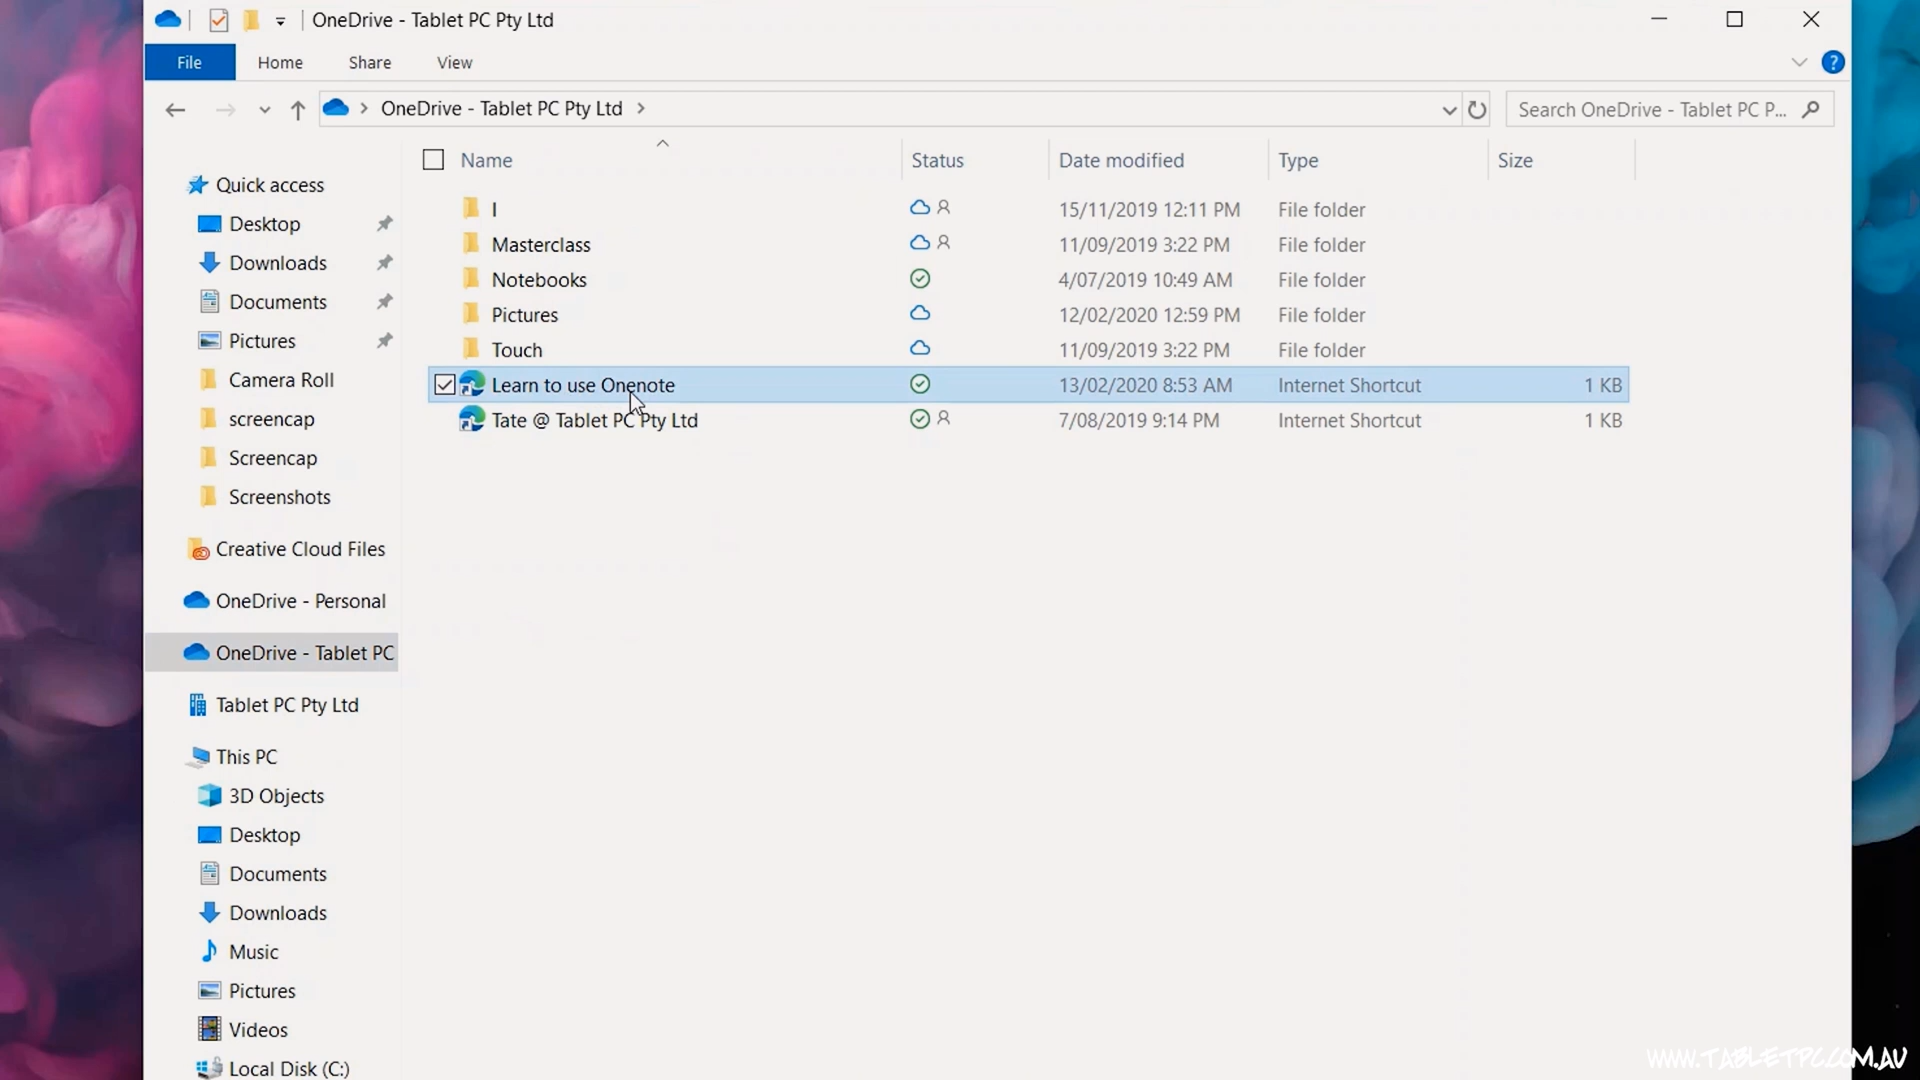 OneDrive - Tablet PC Pty Ltd
File Home Share View
OneDrive - Tablet PC Pty Ltd
Search OneDrive - Tablet PC P...
Name Status Date modified Type Size
I 15/11/2019 12:11 PM File folder
Masterclass 11/09/2019 3:22 PM File folder
Notebooks 4/07/2019 10:49 AM File folder
Pictures 12/02/2020 12:59 PM File folder
Touch 11/09/2019 3:22 PM File folder
Learn to use Onenote 13/02/2020 8:53 AM Internet Shortcut 1 KB
Tate @ Tablet PC Pty Ltd 7/08/2019 9:14 PM Internet Shortcut 1 KB
Quick access
Desktop
Downloads
Documents
Pictures
Camera Roll
screencap
Screencap
Screenshots
Creative Cloud Files
OneDrive - Personal
OneDrive - Tablet PC
Tablet PC Pty Ltd
This PC
3D Objects
Desktop
Documents
Downloads
Music
Pictures
Videos
Local Disk (C:)
WWW.TABLETPC.COM.AU